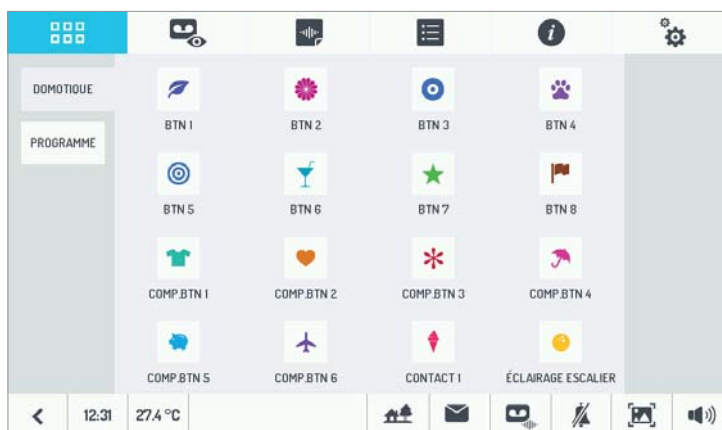 DOMOTIQUE
PROGRAMME
BTN 1
BTN 2
BTN 3
BTN 4
BTN 5
BTN 6
BTN 7
BTN 8
COMP.BTN 1
COMP.BTN 2
COMP.BTN 3
COMP.BTN 4
COMP.BTN 5
COMP.BTN 6
CONTACT 1
ÉCLAIRAGE ESCALIER
12:31
27.4 °C